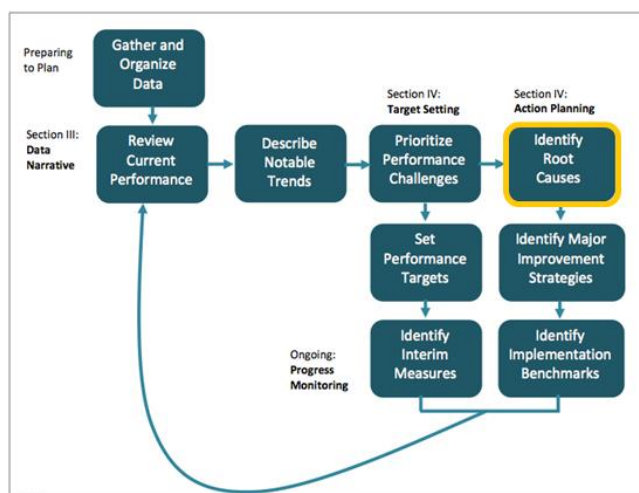 Preparing
to Plan
Gather and
Organize
Data
Section IV:
Target Setting
Section IV:
Action Planning
Section III:
Data
Narrative
Review
Current
Performance
Describe
Notable
Trends
Prioritize
Performance
Challenges
Identify
Root
Causes
Set
Performance
Targets
Identify Major
Improvement
Strategies
Ongoing:
Progress
Monitoring
Identify
Interim
Measures
Identify
Implementation
Benchmarks